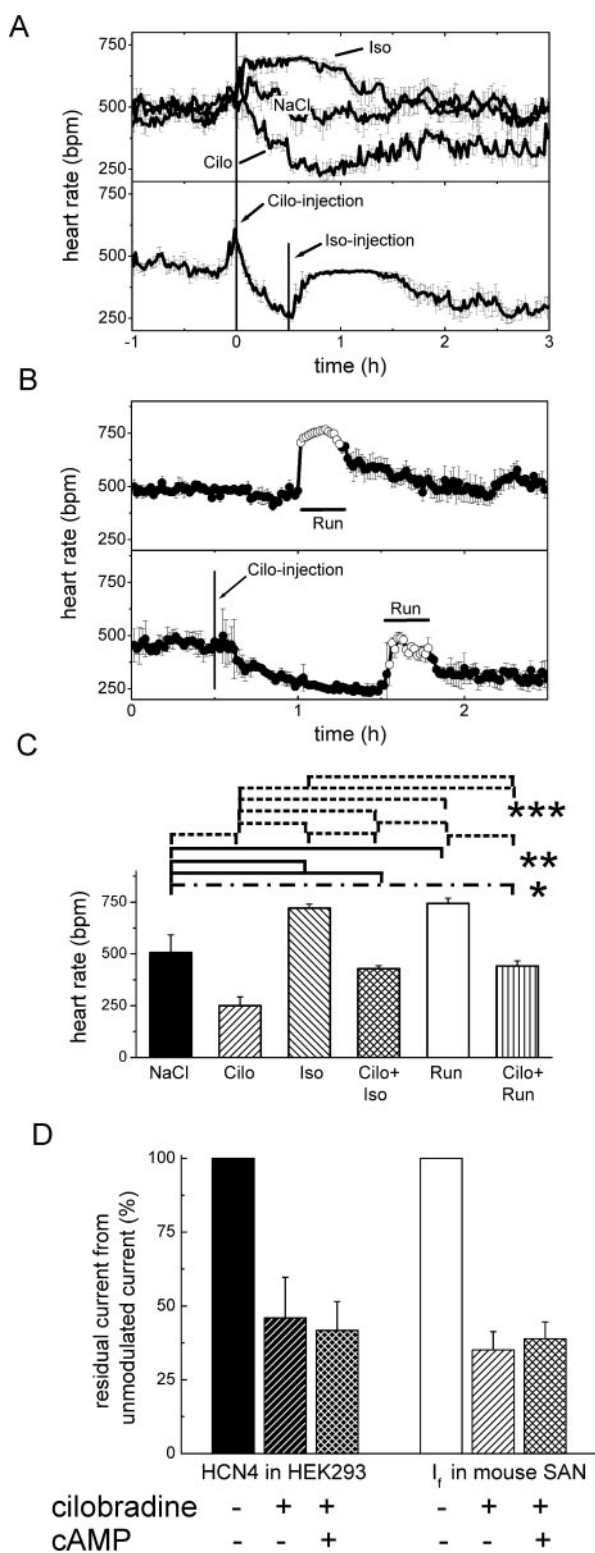 A
heart rate (bpm)
750
500
250
Iso
NaCl
Cilo
750
500
250
Cilo-injection
Iso-injection
-1 0 1 2 3
time (h)
B
heart rate (bpm)
750
500
250
Run
heart rate (bpm)
750
500
250
Cilo-injection
Run
0 1 2
time (h)
C
***
**
*
heart rate (bpm)
750
500
250
0
NaCl Cilo Iso Cilo+ Run Cilo+
Iso Run
D
residual current from
unmodulated current (%)
100
75
50
25
0
HCN4 in HEK293 If in mouse SAN
cilobradine - + + - + +
cAMP - - + - - +